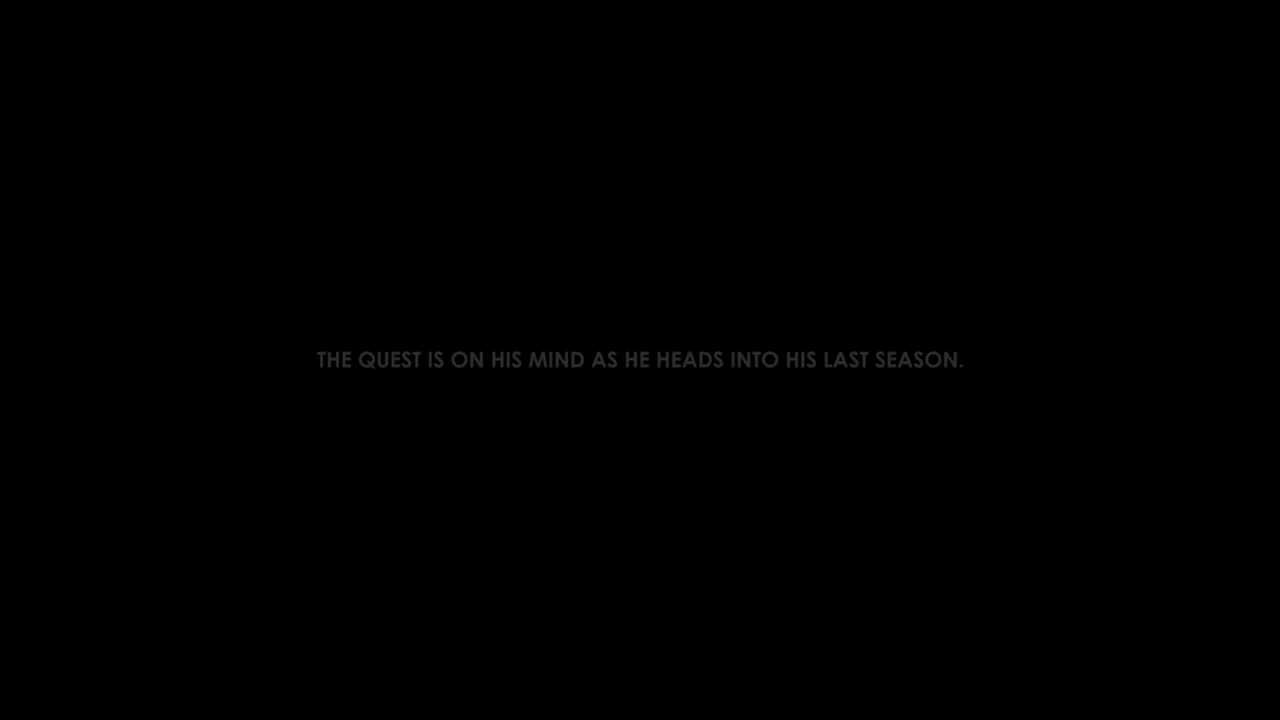 THE QUEST IS ON HIS MIND AS HE HEADS INTO HIS LAST SEASON.